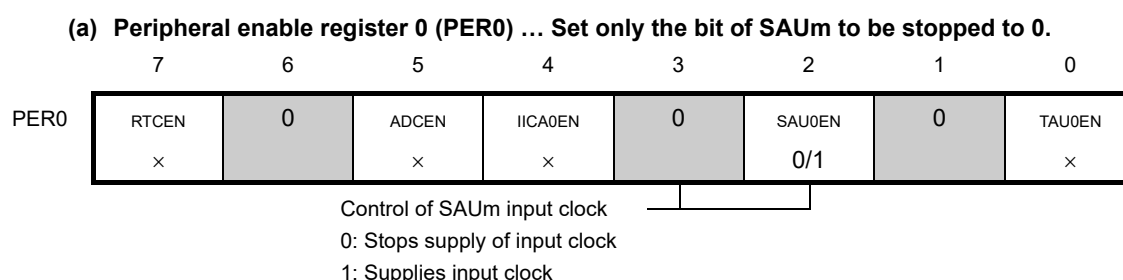 (a) Peripheral enable register 0 (PER0) … Set only the bit of SAUm to be stopped to 0.
7 6 5 4 3 2 1 0
PER0 RTCEN 0 ADCEN IICA0EN 0 SAU0EN 0 TAU0EN
× × × 0/1 ×
Control of SAUm input clock
0: Stops supply of input clock
1: Supplies input clock